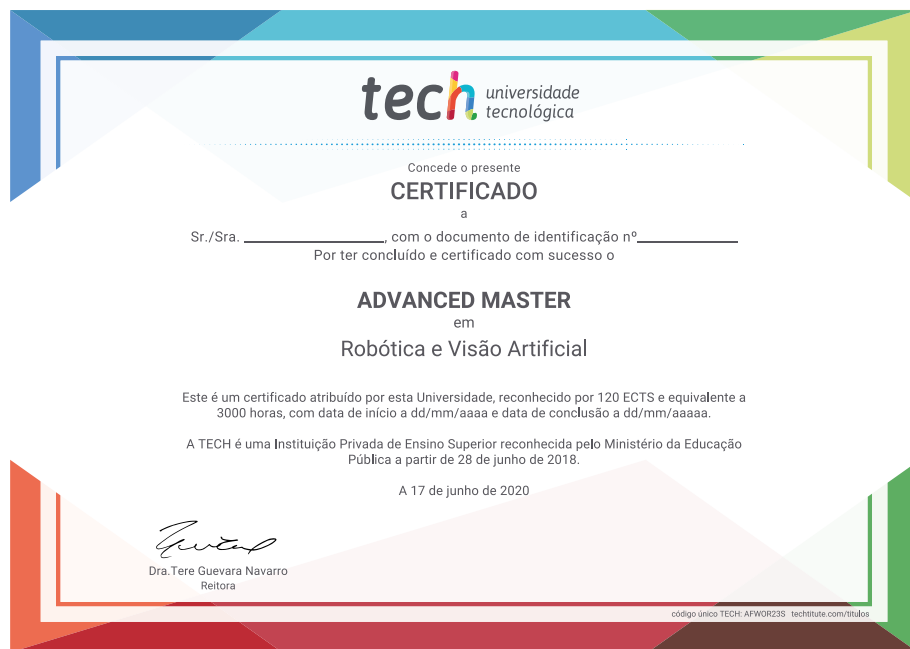 tech universidade
tecnológica
Concede o presente
CERTIFICADO
a
Sr./Sra. ________________, com o documento de identificação nº____________
Por ter concluído e certificado com sucesso o
ADVANCED MASTER
em
Robótica e Visão Artificial
Este é um certificado atribuído por esta Universidade, reconhecido por 120 ECTS e equivalente a
3000 horas, com data de início a dd/mm/aaaa e data de conclusão a dd/mm/aaaaa.
A TECH é uma Instituição Privada de Ensino Superior reconhecida pelo Ministério da Educação
Pública a partir de 28 de junho de 2018.
A 17 de junho de 2020
Dra.Tere Guevara Navarro
Reitora
código único TECH: AFWOR23S techtitute.com/titulos